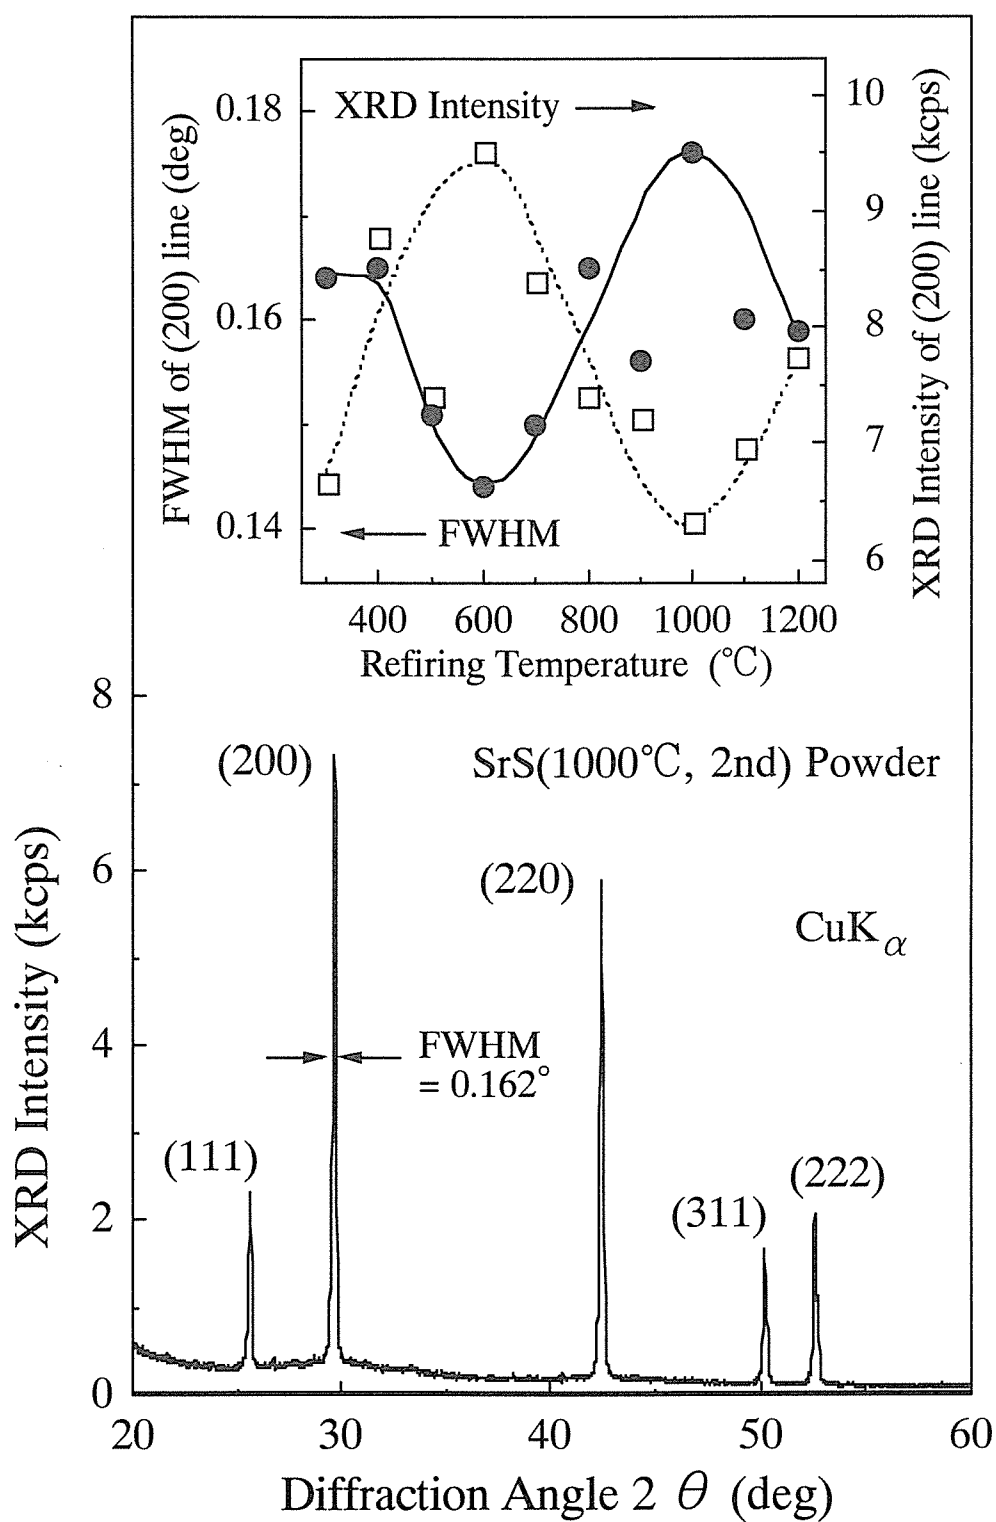 FWHM of (200) line (deg)
0.18
0.16
0.14
XRD Intensity
FWHM
10
9
8
7
6
XRD Intensity of (200) line (kcps)
400 600 800 1000 1200
Refiring Temperature (℃)
XRD Intensity (kcps)
8
6
4
2
0
(200)
SrS(1000℃, 2nd) Powder
(220)
CuKα
FWHM
= 0.162°
(111)
(222)
(311)
20 30 40 50 60
Diffraction Angle 2 θ (deg)